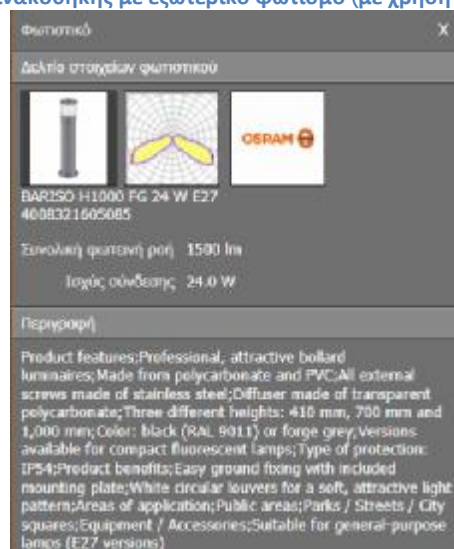 με εξωτερικό φωτισμό (με χρήση
Φωτιστικό X
Δελτίο στοιχείων φωτιστικού
OSRAM
BARISO H1000 FG 24 W E27
4008321605085
Συνολική φωτεινή ροή 1500 lm
Ισχύς σύνδεσης 24.0 W
Περιγραφή
Product features;Professional, attractive bollard
luminaires;Made from polycarbonate and PVC;All external
screws made of stainless steel;Diffuser made of transparent
polycarbonate;Three different heights: 410 mm, 700 mm and
1,000 mm;Color: black (RAL 9011) or forge grey;Versions
available for compact fluorescent lamps;Type of protection:
IP54;Product benefits;Easy ground fixing with included
mounting plate;White circular louvers for a soft, attractive light
pattern;Areas of application;Public areas;Parks / Streets / City
squares;Equipment / Accessories;Suitable for general-purpose
lamps (E27 versions)